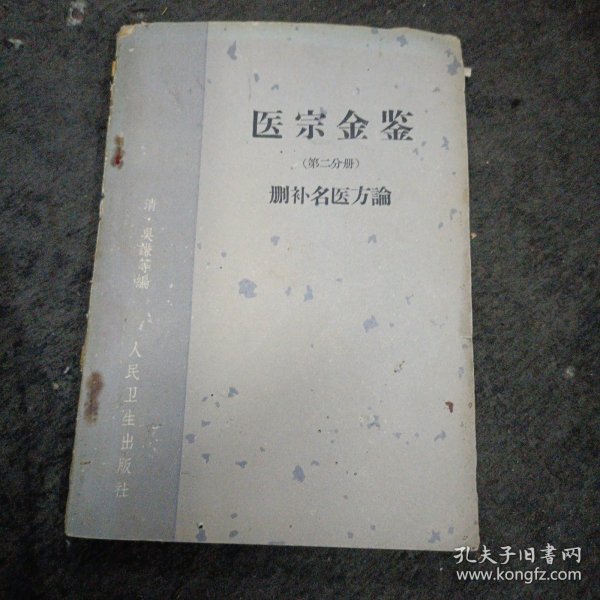 医宗金鉴
（第二分册）
删补名医方論
清·吳謙等編
人民卫生出版社
孔夫子旧書网
www.kongfz.com